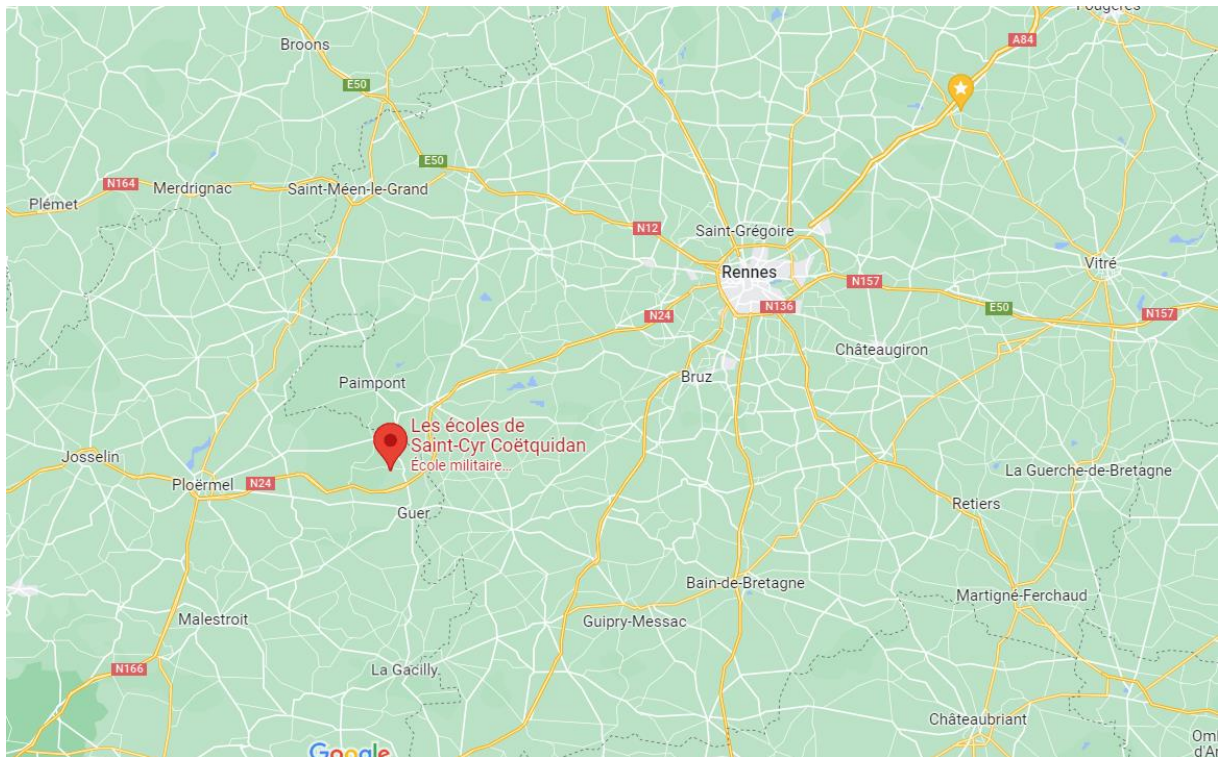 Fougères
Broons
A84
E50
E50
N164
Merdrignac
Saint-Méen-le-Grand
Plémet
N12
Saint-Grégoire
Vitré
Rennes
N157
N136
E50
N157
N24
Châteaugiron
Bruz
Paimpont
Les écoles de
Saint-Cyr Coëtquidan
École militaire...
Josselin
Ploërmel
N24
La Guerche-de-Bretagne
Guer
Retiers
Bain-de-Bretagne
Martigné-Ferchaud
Malestroit
Guipry-Messac
N166
La Gacilly
Châteaubriant
Google